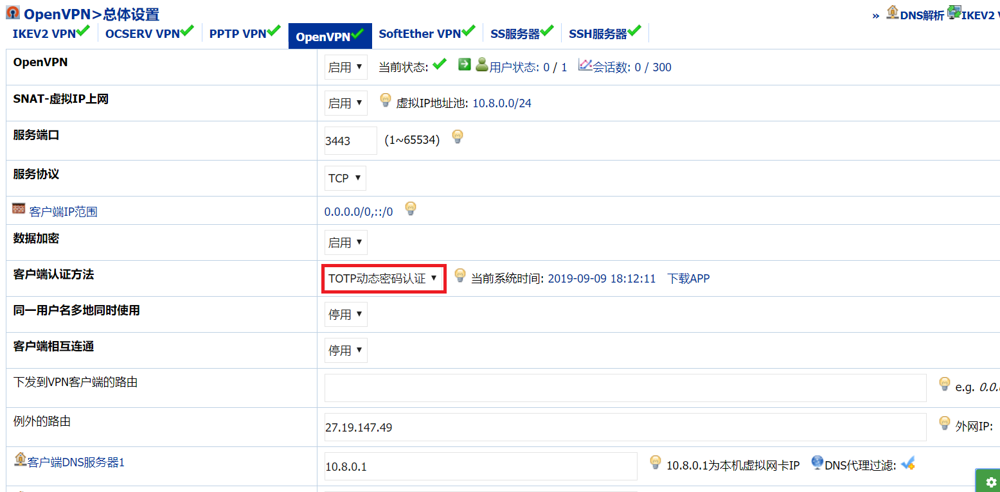 OpenVPN>总体设置 » DNS解析 IKEV2
IKEV2 VPN OCSERV VPN PPTP VPN OpenVPN SoftEther VPN SS服务器 SSH服务器
OpenVPN 启用 ▼ 当前状态: 用户状态: 0 / 1 会话数: 0 / 300
SNAT-虚拟IP上网 启用 ▼ 虚拟IP地址池: 10.8.0.0/24
服务端口 3443 (1~65534)
服务协议 TCP ▼
客户端IP范围 0.0.0.0/0,::/0
数据加密 启用 ▼
客户端认证方法 TOTP动态密码认证 ▼ 当前系统时间: 2019-09-09 18:12:11 下载APP
同一用户名多地同时使用 停用 ▼
客户端相互连通 停用 ▼
下发到VPN客户端的路由 e.g. 0.0.
例外的路由 27.19.147.49 外网IP:
客户端DNS服务器1 10.8.0.1 10.8.0.1为本机虚拟网卡IP DNS代理过滤: